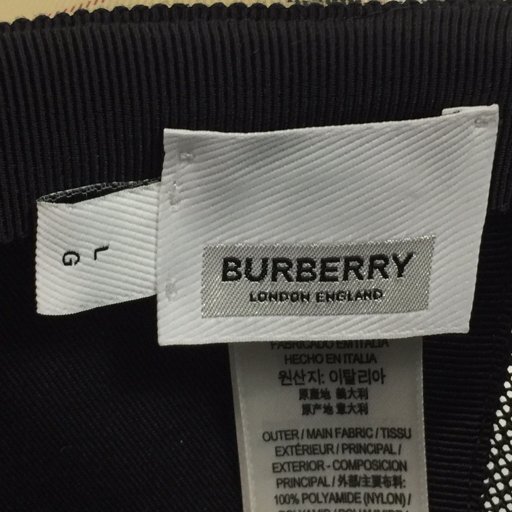 L
G
BURBERRY
LONDON ENGLAND
FABRICADO EM ITALIA
HECHO EN ITALIA
원산지: 이탈리아
原產地 義大利
原产地 意大利
OUTER / MAIN FABRIC / TISSU
EXTÉRIEUR / PRINCIPAL /
EXTERIOR - COMPOSICION
PRINCIPAL / 外部/主要布料:
100% POLYAMIDE (NYLON) /